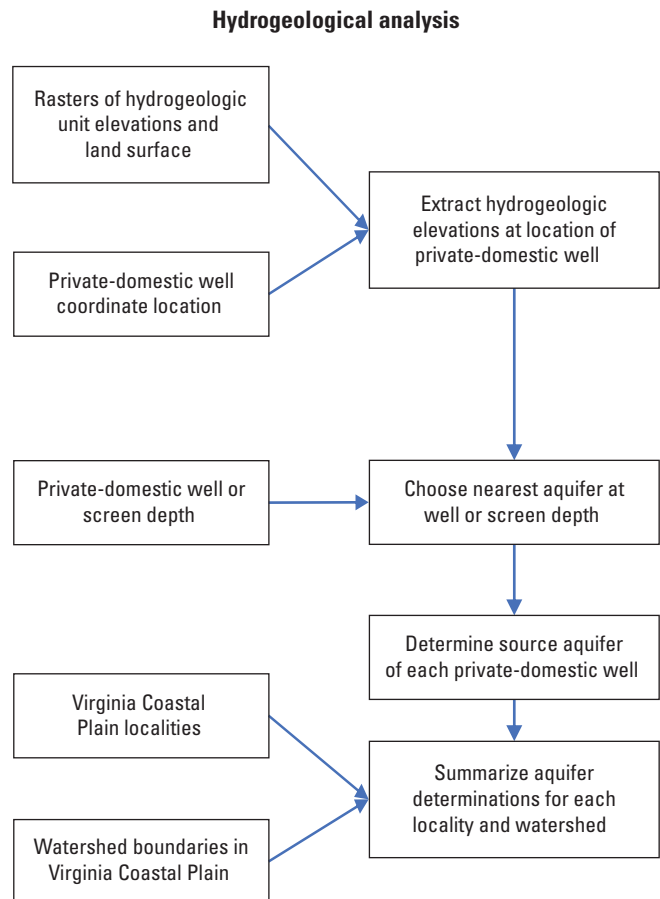 Hydrogeological analysis
Rasters of hydrogeologic
unit elevations and
land surface
Extract hydrogeologic
elevations at location of
private-domestic well
Private-domestic well
coordinate location
Private-domestic well or
screen depth
Choose nearest aquifer at
well or screen depth
Determine source aquifer
of each private-domestic well
Virginia Coastal
Plain localities
Summarize aquifer
determinations for each
locality and watershed
Watershed boundaries in
Virginia Coastal Plain